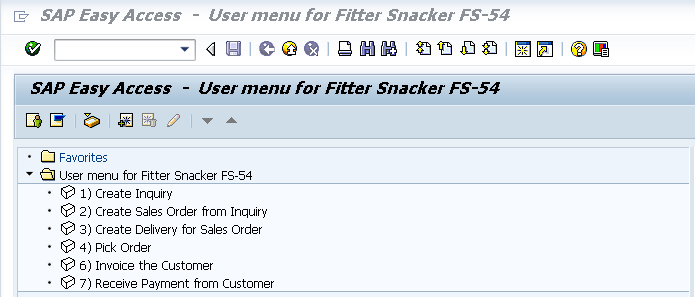 SAP Easy Access - User menu for Fitter Snacker FS-54
SAP Easy Access - User menu for Fitter Snacker FS-54
Favorites
User menu for Fitter Snacker FS-54
1) Create Inquiry
2) Create Sales Order from Inquiry
3) Create Delivery for Sales Order
4) Pick Order
6) Invoice the Customer
7) Receive Payment from Customer